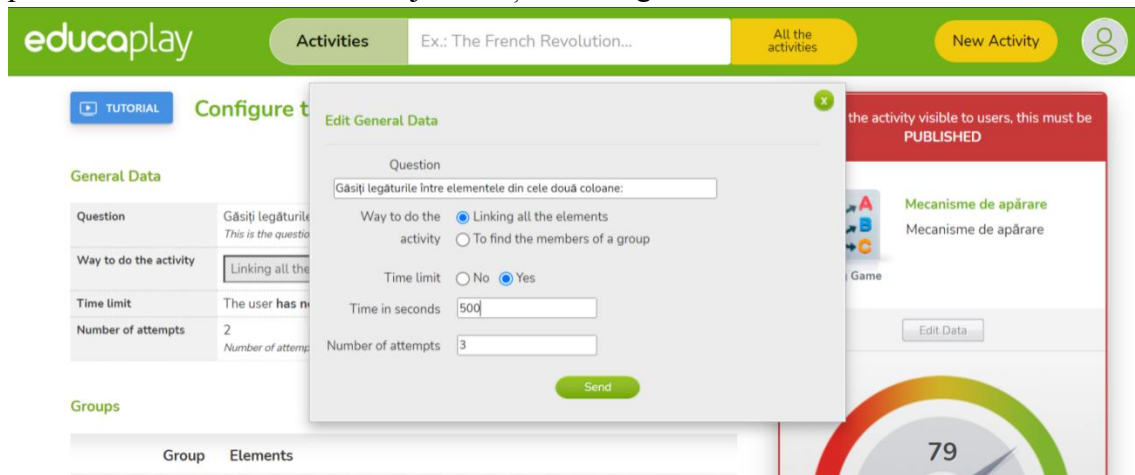 educaplay
Activities
Ex.: The French Revolution...
All the
activities
New Activity
TUTORIAL
Configure t
Edit General Data
x
the activity visible to users, this must be
PUBLISHED
General Data
Question
Găsiți legăturile
This is the questio
Way to do the activity
Linking all the
Time limit
The user has n
Number of attempts
2
Number of attemp
Question
Găsiți legăturile între elementele din cele două coloane:
Way to do the
activity
Linking all the elements
To find the members of a group
Time limit
No
Yes
Time in seconds
500
Number of attempts
3
Send
A
B
C
Game
Mecanisme de apărare
Mecanisme de apărare
Edit Data
79
Groups
Group
Elements